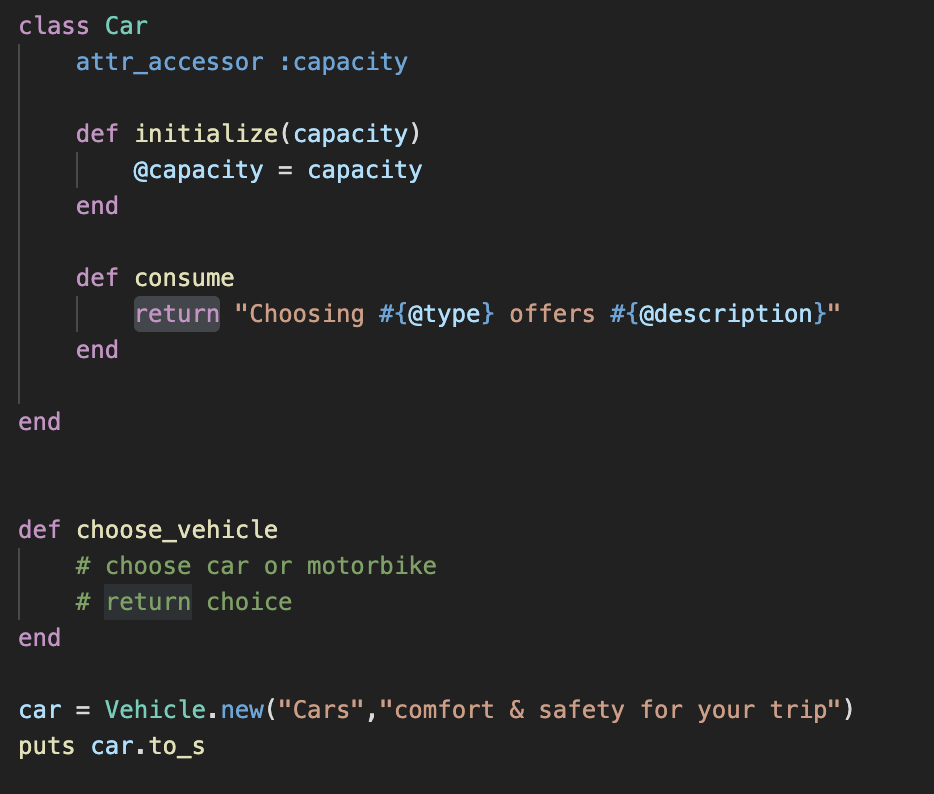 class Car
    attr_accessor :capacity
    def initialize(capacity)
        @capacity = capacity
    end
    def consume
        return "Choosing #{@type} offers #{@description}"
    end
end
def choose_vehicle
    # choose car or motorbike
    # return choice
end
car = Vehicle.new("Cars","comfort & safety for your trip")
puts car.to_s